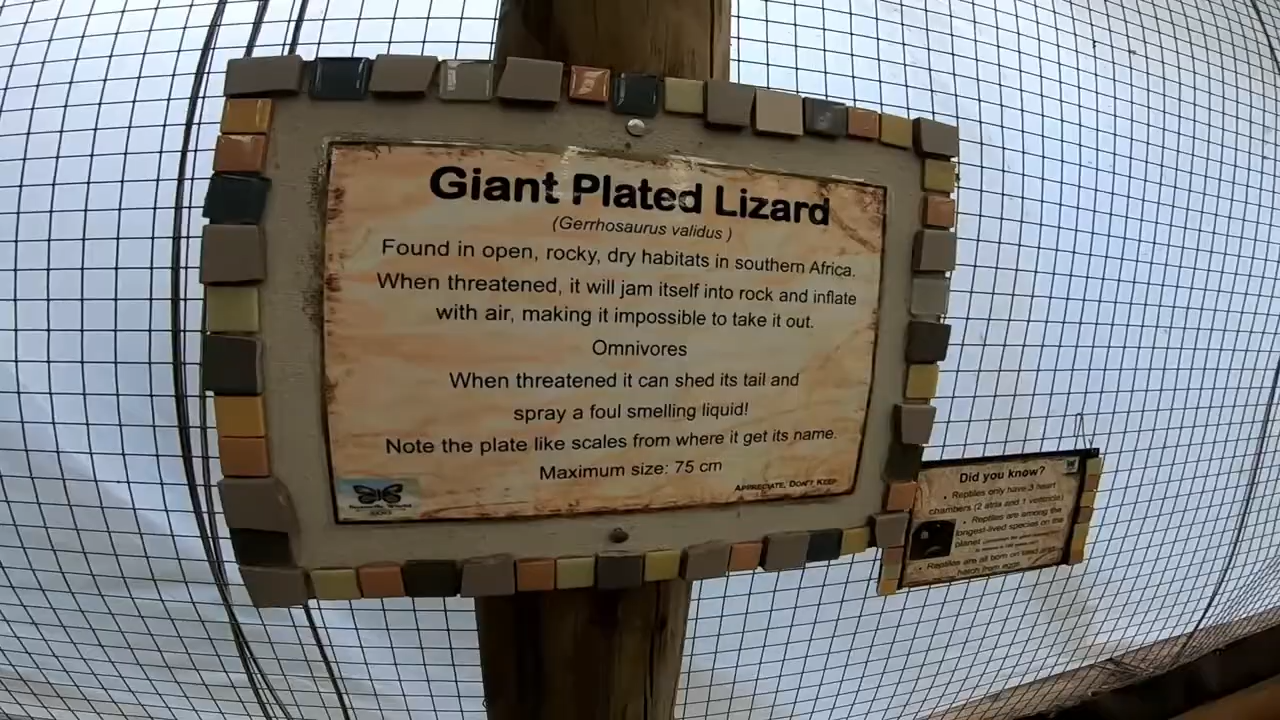 Giant Plated Lizard
(Gerrhosaurus validus )
Found in open, rocky, dry habitats in southern Africa.
When threatened, it will jam itself into rock and inflate
with air, making it impossible to take it out.
Omnivores
When threatened it can shed its tail and
spray a foul smelling liquid!
Note the plate like scales from where it get its name.
Maximum size: 75 cm
APPRECIATE, DON'T KEEP
Did you know?
• Reptiles only have 3 heart
chambers (2 atria and 1 ventricle)
• Reptiles are among the
longest-lived species on the
planet
• Reptiles are all born on land and
hatch from eggs